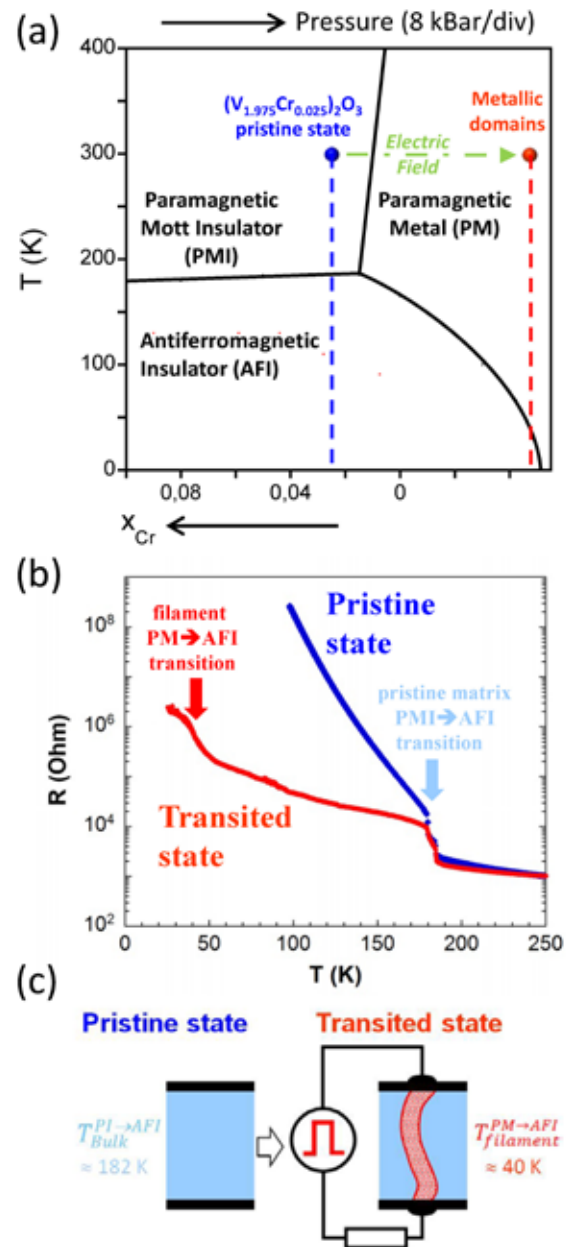 (a)
Pressure (8 kBar/div)
400
300
200
100
0
T (K)
(V1.975Cr0.025)2O3
pristine state
Metallic
domains
Electric
Field
Paramagnetic
Mott Insulator
(PMI)
Paramagnetic
Metal (PM)
Antiferromagnetic
Insulator (AFI)
0,08
0,04
0
xCr
(b)
filament
PM➔AFI
transition
Pristine
state
pristine matrix
PMI➔AFI
transition
Transited
state
R (Ohm)
10^8
10^6
10^4
10^2
0
50
100
150
200
250
T (K)
(c)
Pristine state
Transited state
T_Bulk^PI→AFI
≈ 182 K
T_filament^PM→AFI
≈ 40 K